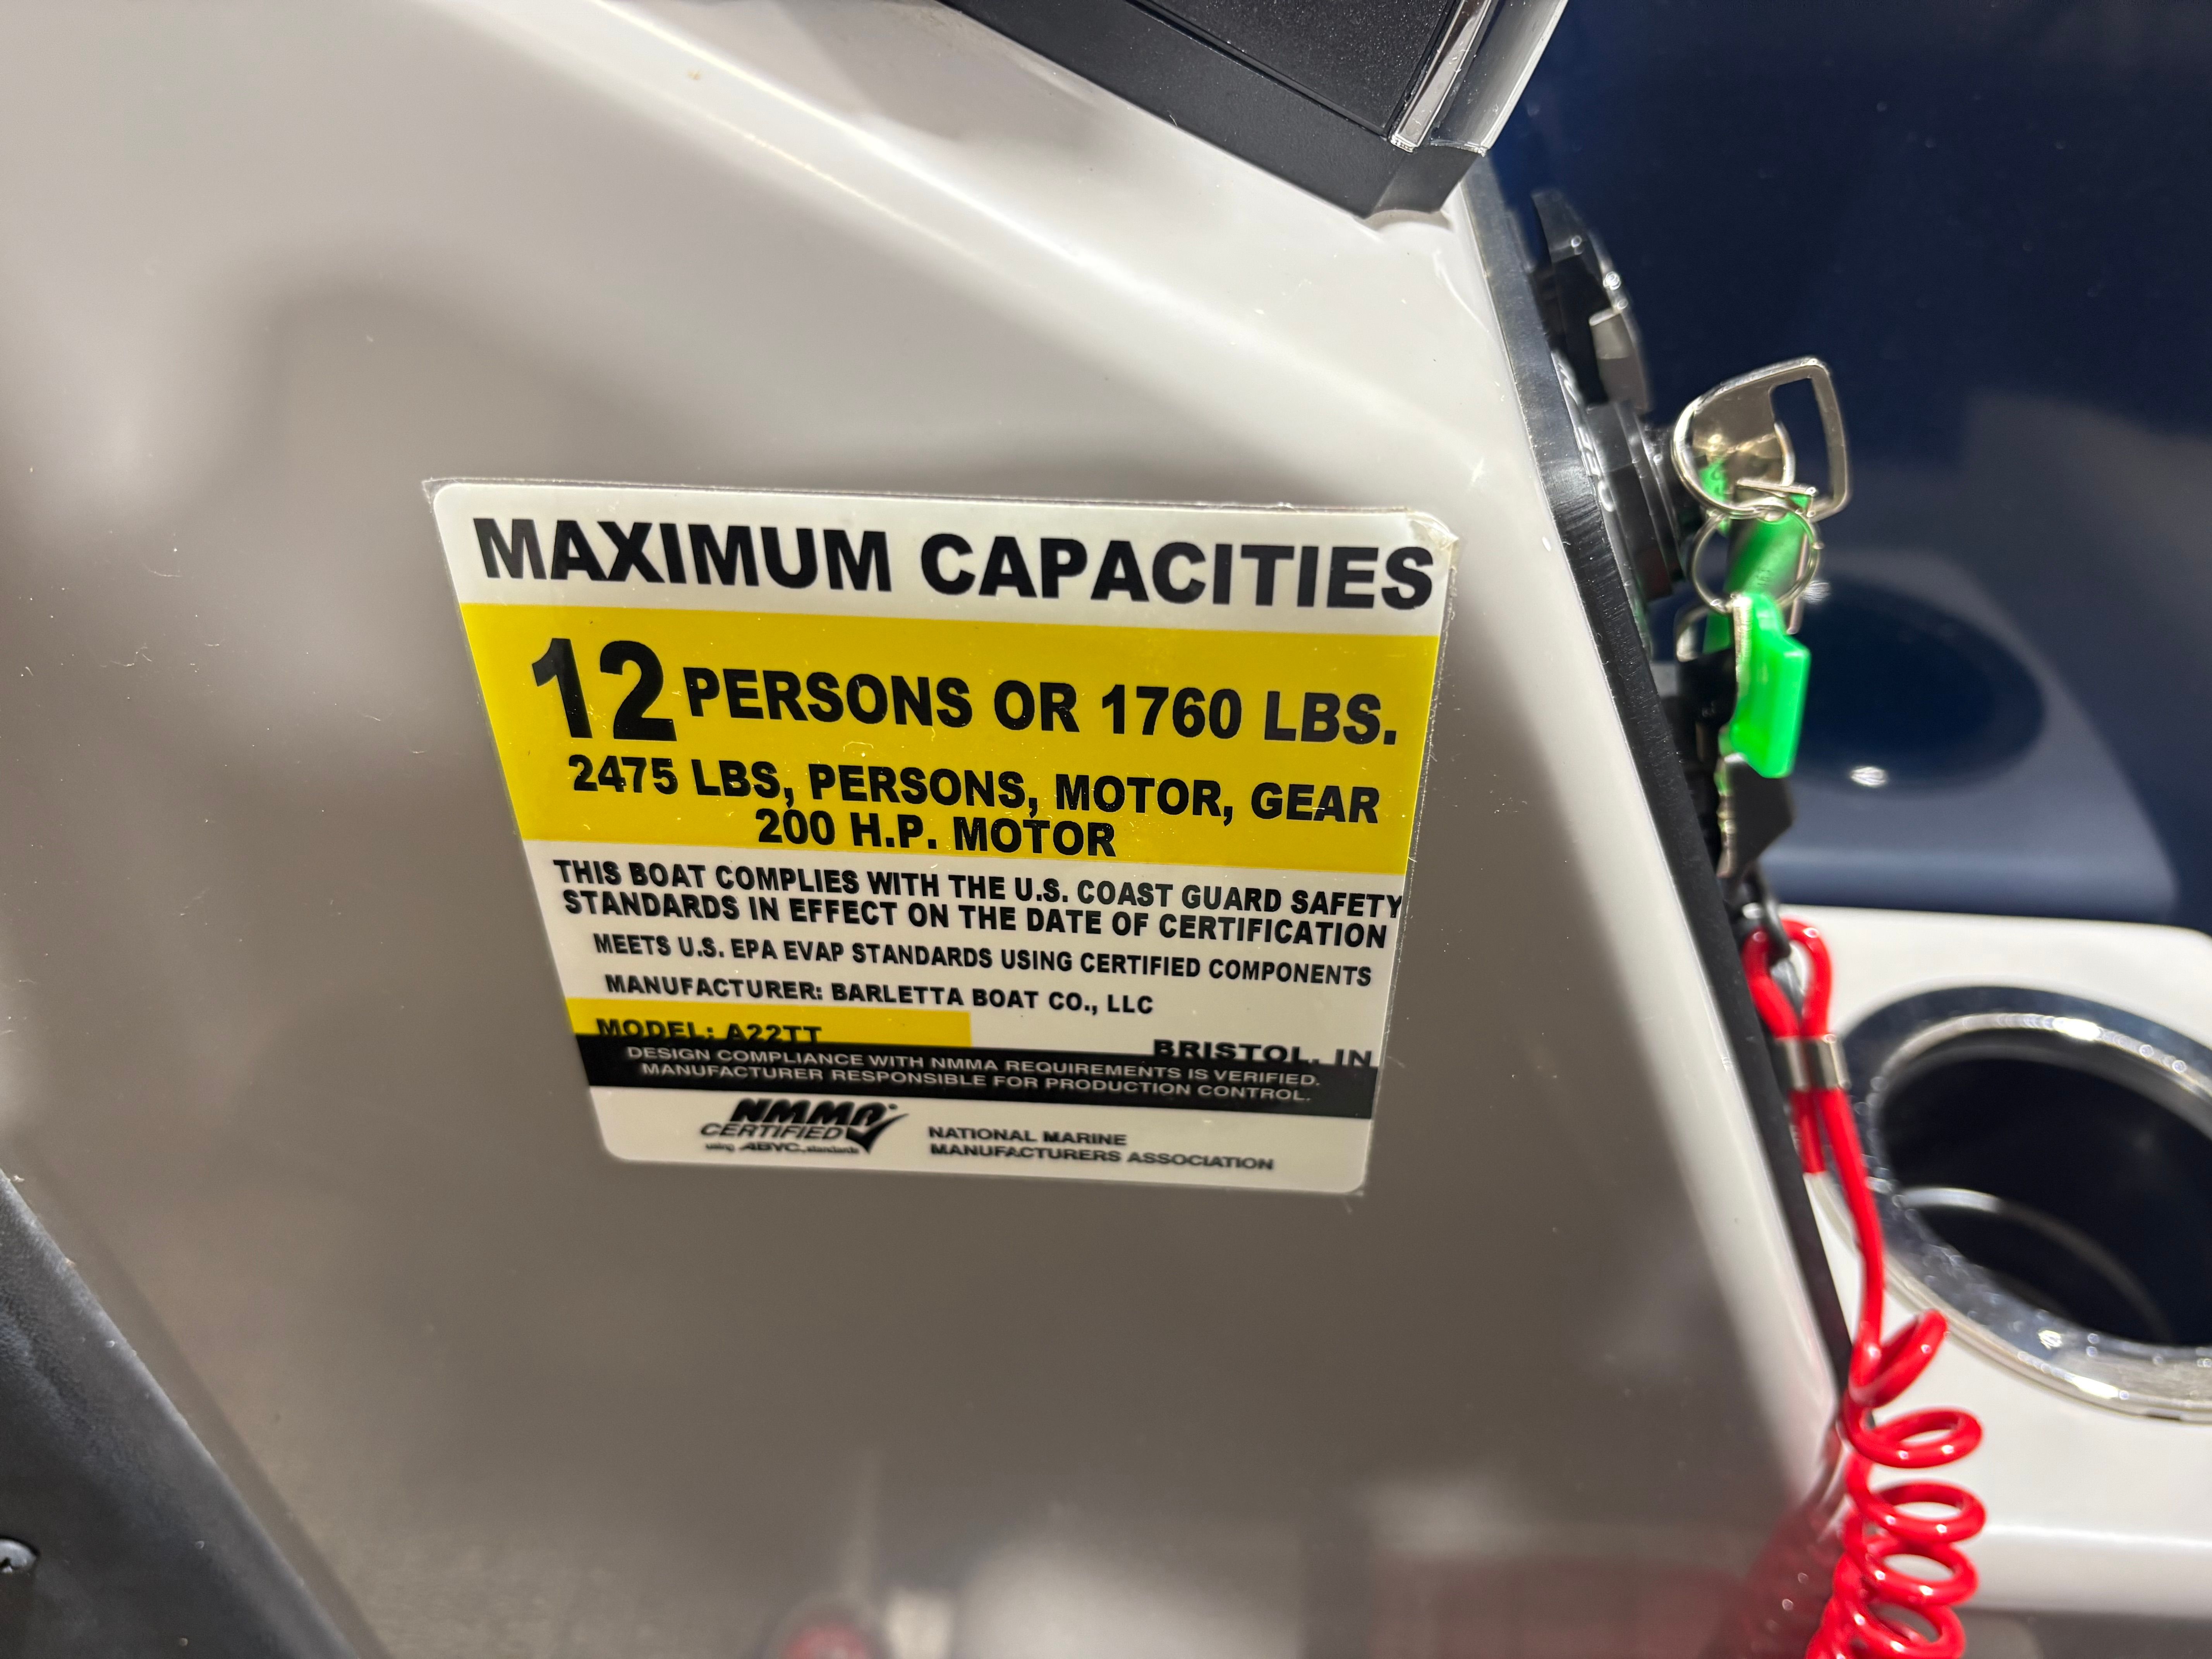 MAXIMUM CAPACITIES
12 PERSONS OR 1760 LBS.
2475 LBS, PERSONS, MOTOR, GEAR
200 H.P. MOTOR
THIS BOAT COMPLIES WITH THE U.S. COAST GUARD SAFETY
STANDARDS IN EFFECT ON THE DATE OF CERTIFICATION
MEETS U.S. EPA EVAP STANDARDS USING CERTIFIED COMPONENTS
MANUFACTURER: BARLETTA BOAT CO., LLC
MODEL: A22TT
BRISTOL, IN
DESIGN COMPLIANCE WITH NMMA REQUIREMENTS IS VERIFIED.
MANUFACTURER RESPONSIBLE FOR PRODUCTION CONTROL.
NMMA
CERTIFIED
using ABYC standards
NATIONAL MARINE
MANUFACTURERS ASSOCIATION